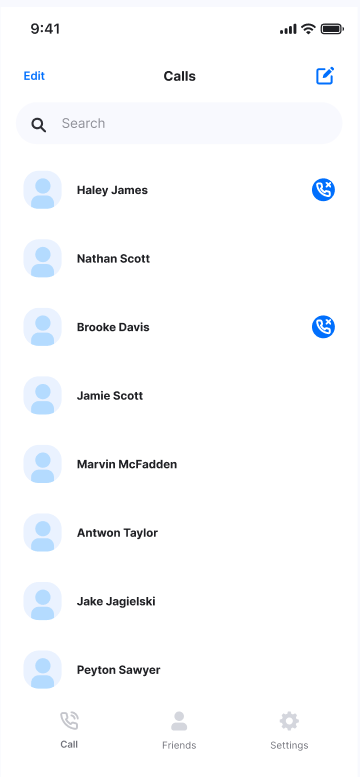 9:41
Edit Calls
Search
Haley James
Nathan Scott
Brooke Davis
Jamie Scott
Marvin McFadden
Antwon Taylor
Jake Jagielski
Peyton Sawyer
Call Friends Settings